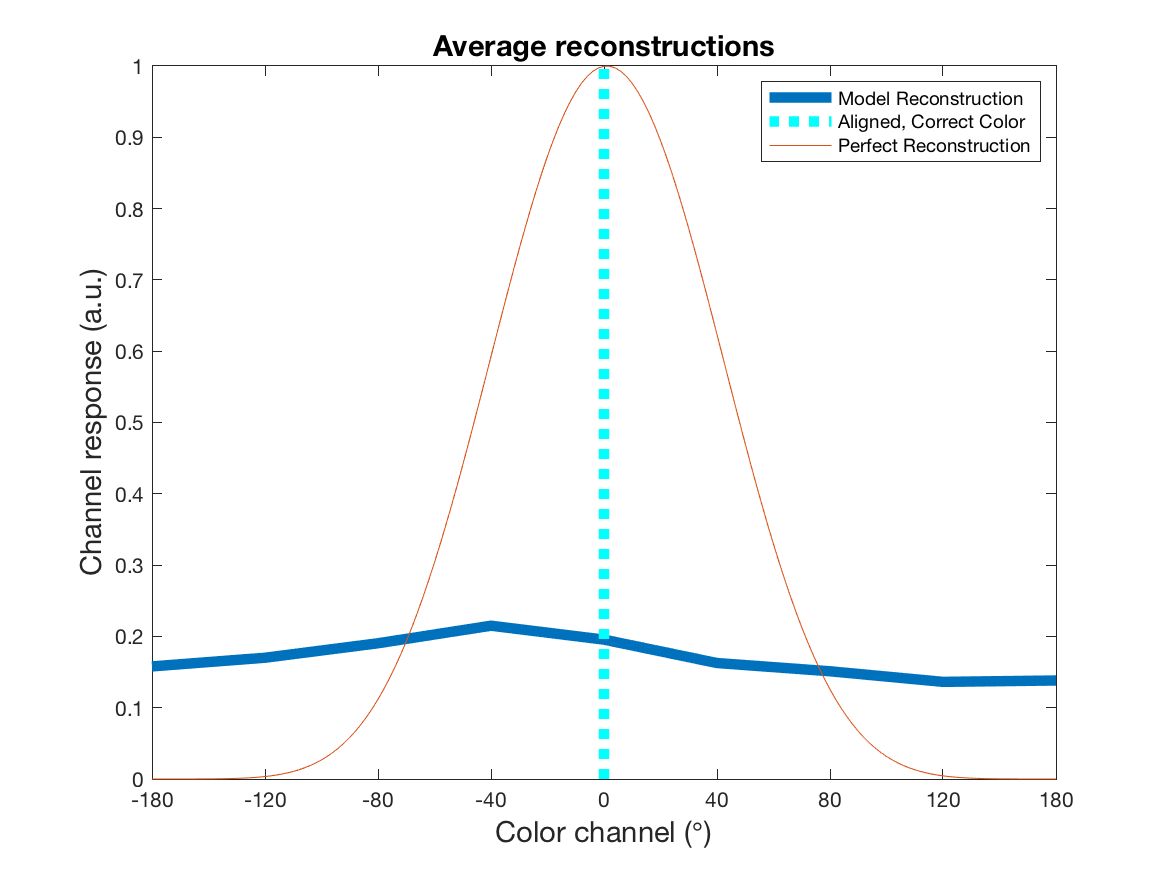 Average reconstructions
Model Reconstruction
Aligned, Correct Color
Perfect Reconstruction
Channel response (a.u.)
1
0.9
0.8
0.7
0.6
0.5
0.4
0.3
0.2
0.1
0
-180 -120 -80 -40 0 40 80 120 180
Color channel (°)